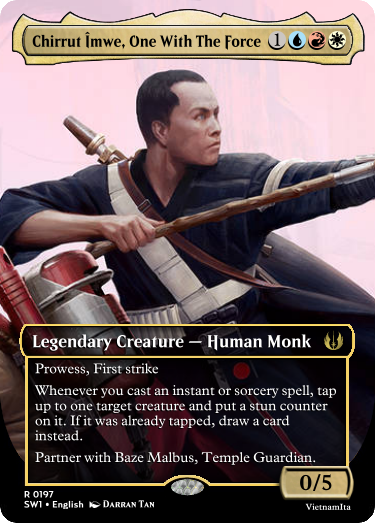 Chirrut Îmwe, One With The Force 1
Legendary Creature — Human Monk
Prowess, First strike
Whenever you cast an instant or sorcery spell, tap
up to one target creature and put a stun counter
on it. If it was already tapped, draw a card
instead.
Partner with Baze Malbus, Temple Guardian.
0/5
R 0197
SW1 • English DARRAN TAN
VietnamIta